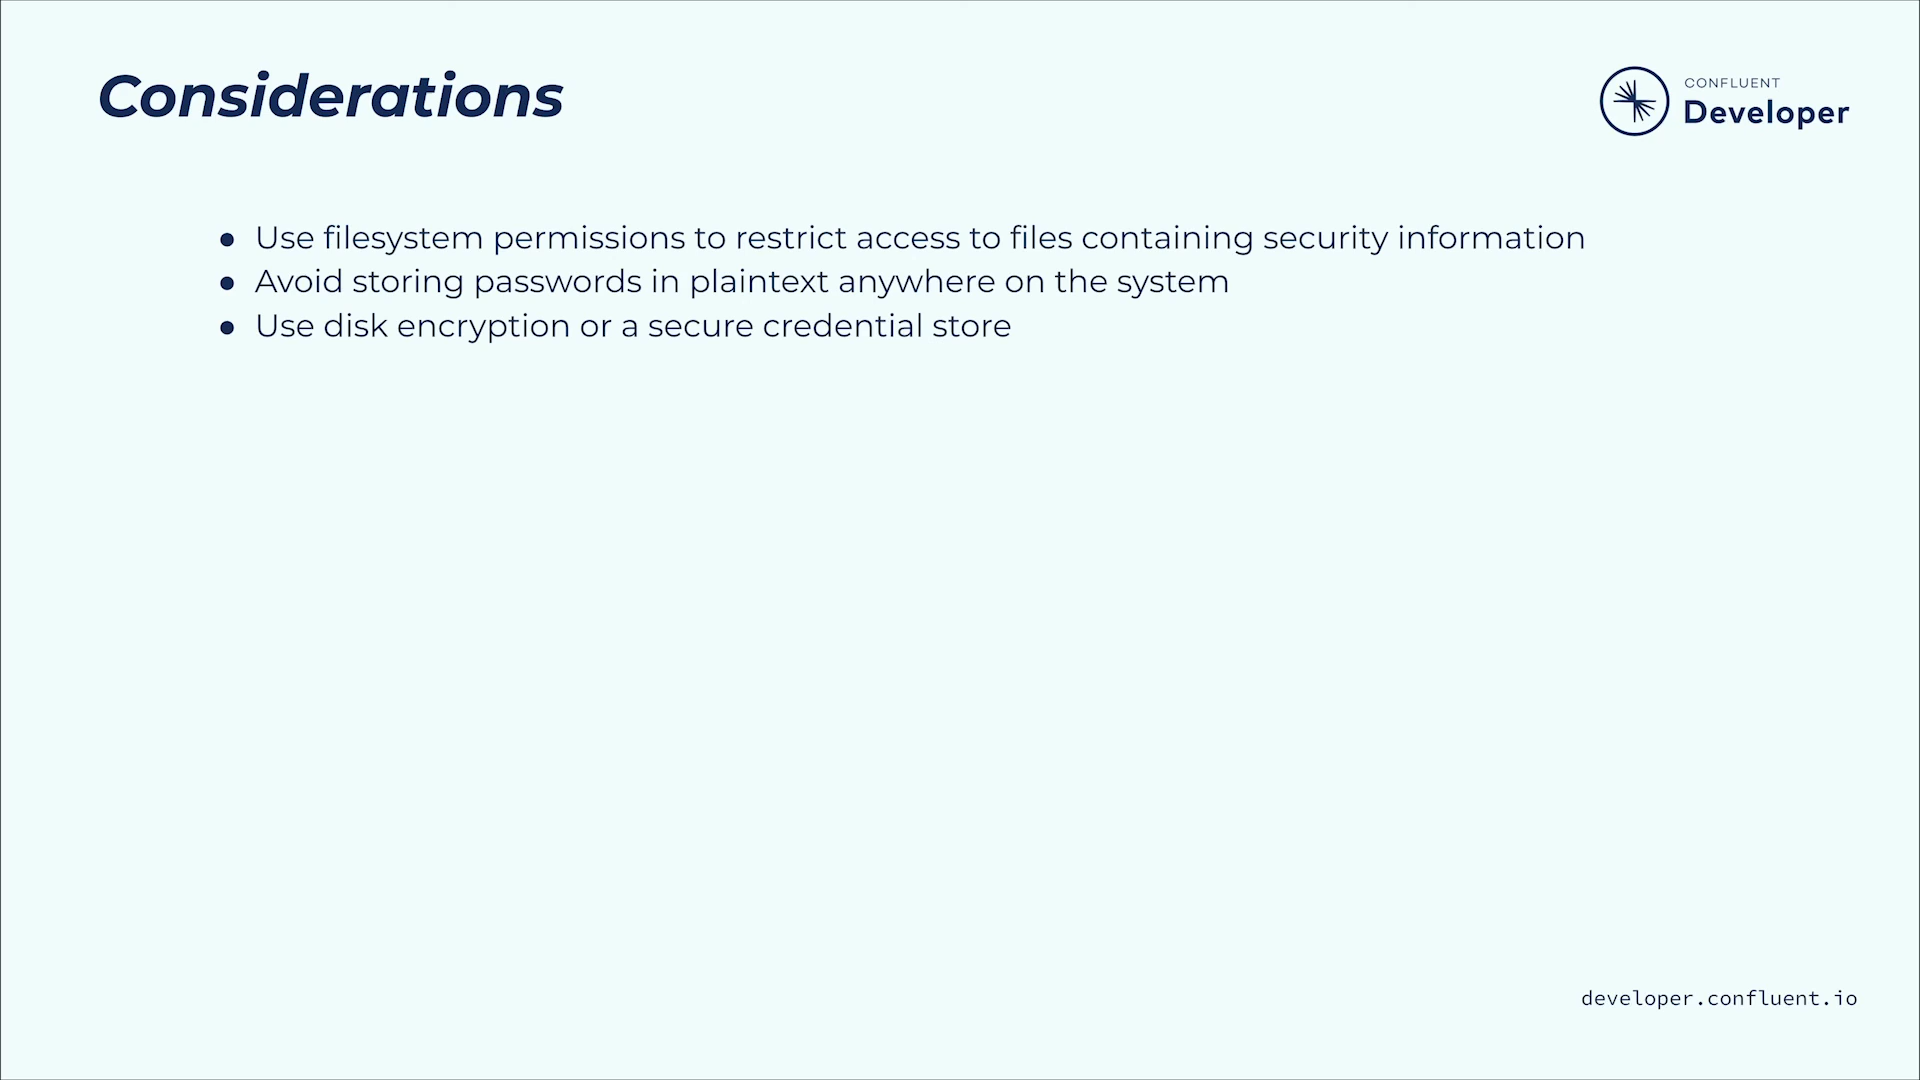 Considerations
CONFLUENT
Developer
● Use filesystem permissions to restrict access to files containing security information
● Avoid storing passwords in plaintext anywhere on the system
● Use disk encryption or a secure credential store
developer.confluent.io